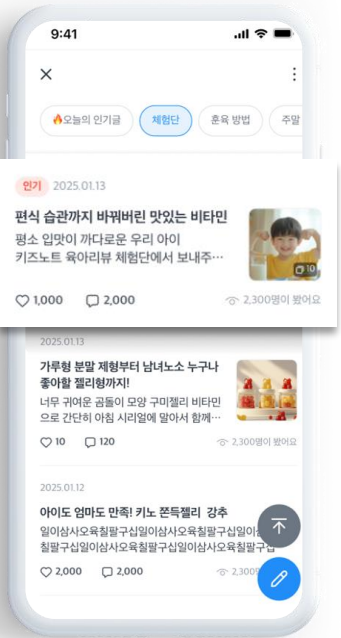 9:41
🔥오늘의 인기글
체험단
훈육 방법
주말
인기 2025.01.13
편식 습관까지 바꿔버린 맛있는 비타민
평소 입맛이 까다로운 우리 아이
키즈노트 육아리뷰 체험단에서 보내주…
10
1,000
2,000
2,300명이 봤어요
2025.01.13
가루형 분말 제형부터 남녀노소 누구나
좋아할 젤리형까지!
너무 귀여운 곰돌이 모양 구미젤리 비타민
으로 간단히 아침 시리얼에 말아서 함께…
10
120
2,300명이 봤어요
2025.01.12
아이도 엄마도 만족! 키노 쫀득젤리 강추
일이삼사오육칠팔구십일이삼사오육칠팔구십일이
칠팔구십일이삼사오육칠팔구십일이삼사오육칠팔구십
2,000
2,000
2,300